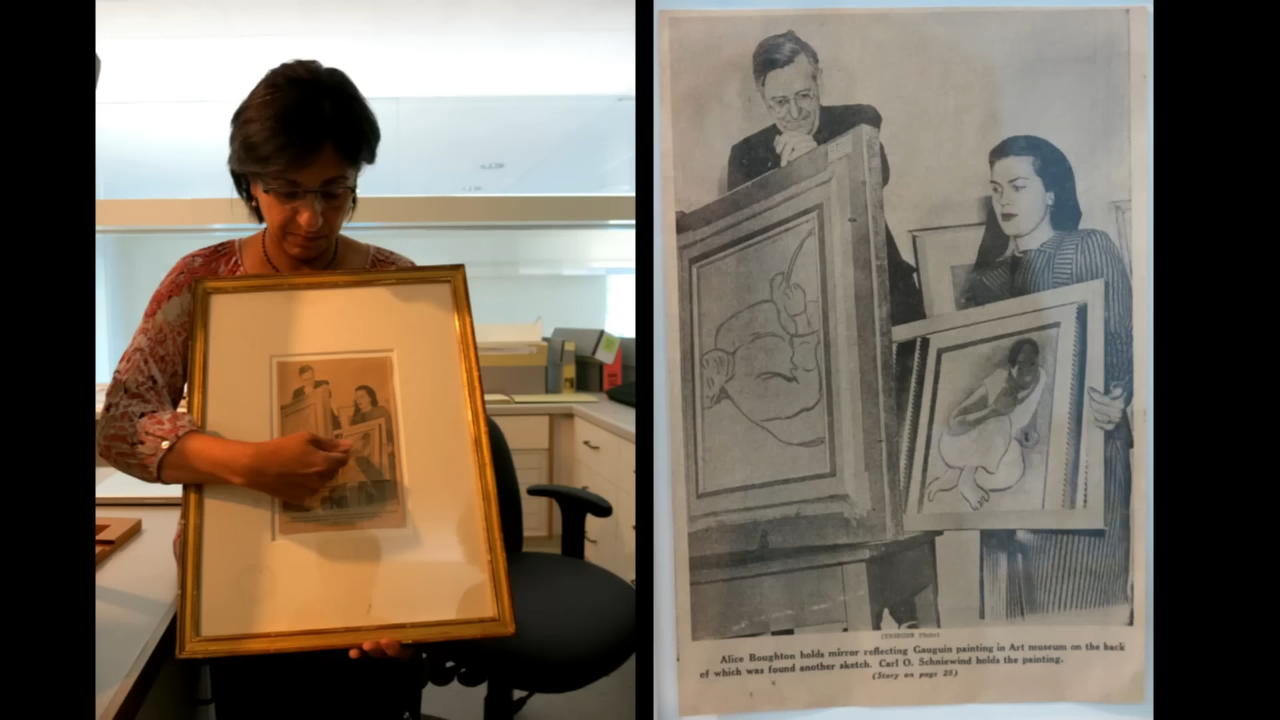 (TRIBUNE Photo)
Alice Boughton holds mirror reflecting Gauguin painting in Art museum on the back
of which was found another sketch. Carl O. Schniewind holds the painting.
(Story on page 25)